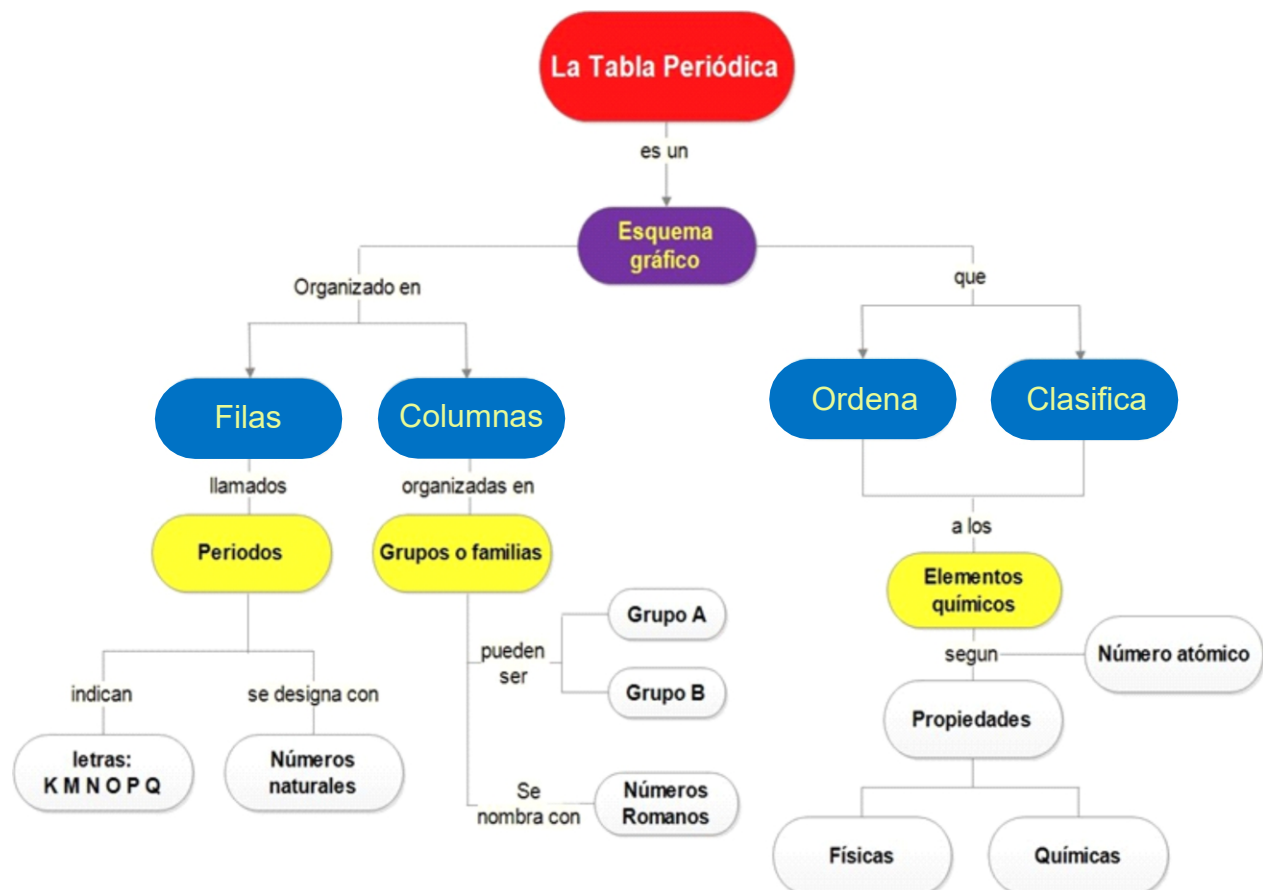 La Tabla Periódica
es un
Esquema
gráfico
Organizado en
que
Filas
Columnas
Ordena
Clasifica
llamados
organizadas en
a los
Periodos
Grupos o familias
Elementos
químicos
Grupo A
pueden
ser
Grupo B
segun
Número atómico
indican
se designa con
Propiedades
letras:
K M N O P Q
Números
naturales
Se
nombra con
Números
Romanos
Físicas
Químicas